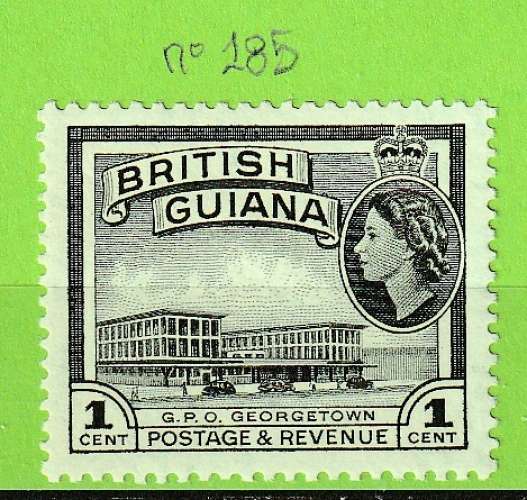 n° 185
BRITISH
GUIANA
1 CENT
G.P.O. GEORGETOWN
POSTAGE & REVENUE
1 CENT